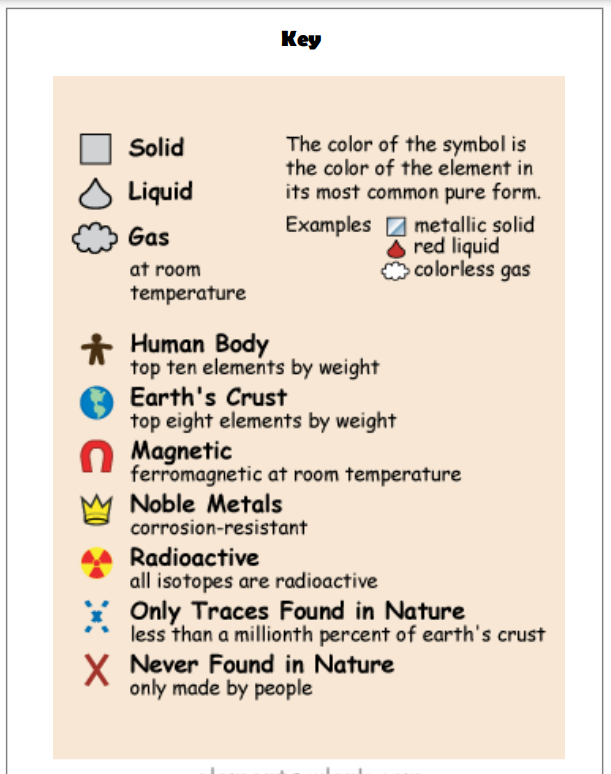 Key
Solid
Liquid
Gas
at room
temperature
The color of the symbol is
the color of the element in
its most common pure form.
Examples
metallic solid
red liquid
colorless gas
Human Body
top ten elements by weight
Earth's Crust
top eight elements by weight
Magnetic
ferromagnetic at room temperature
Noble Metals
corrosion-resistant
Radioactive
all isotopes are radioactive
Only Traces Found in Nature
less than a millionth percent of earth's crust
Never Found in Nature
only made by people